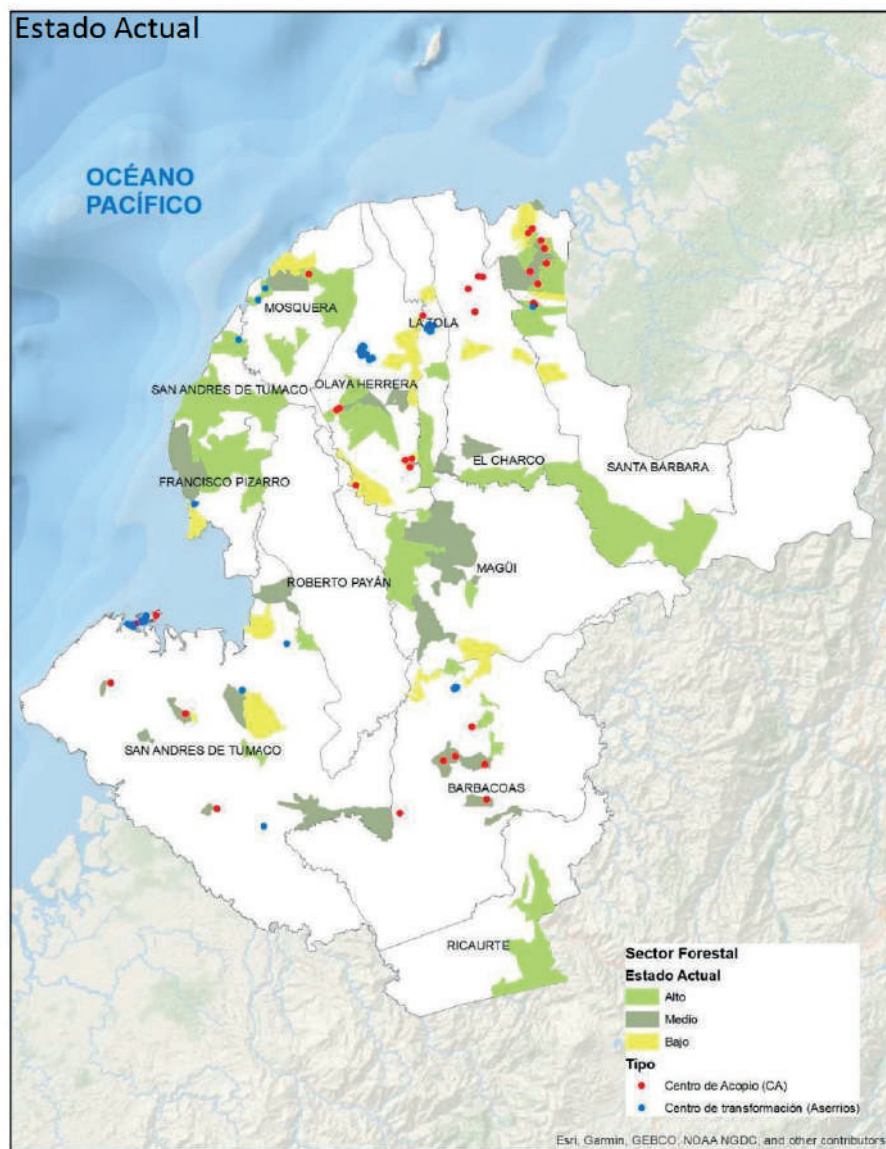 Estado Actual
OCÉANO
PACÍFICO
MOSQUERA
LA TOLA
SAN ANDRES DE TUMACO
OLAYA HERRERA
EL CHARCO
SANTA BÁRBARA
FRANCISCO PIZARRO
MAGÜI
ROBERTO PAYÁN
SAN ANDRES DE TUMACO
BARBACOAS
RICAURTE
Sector Forestal
Estado Actual
Alto
Medio
Bajo
Tipo
Centro de Acopio (CA)
Centro de transformación (Aserrios)
Esri, Garmin, GEBCO, NOAA NGDC, and other contributors